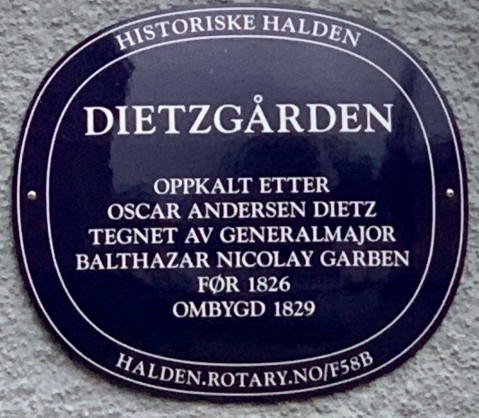 HISTORISKE HALDEN
DIETZGÅRDEN
OPPKALT ETTER
OSCAR ANDERSEN DIETZ
TEGNET AV GENERALMAJOR
BALTHAZAR NICOLAY GARBEN
FØR 1826
OMBYGD 1829
HALDEN.ROTARY.NO/F58B